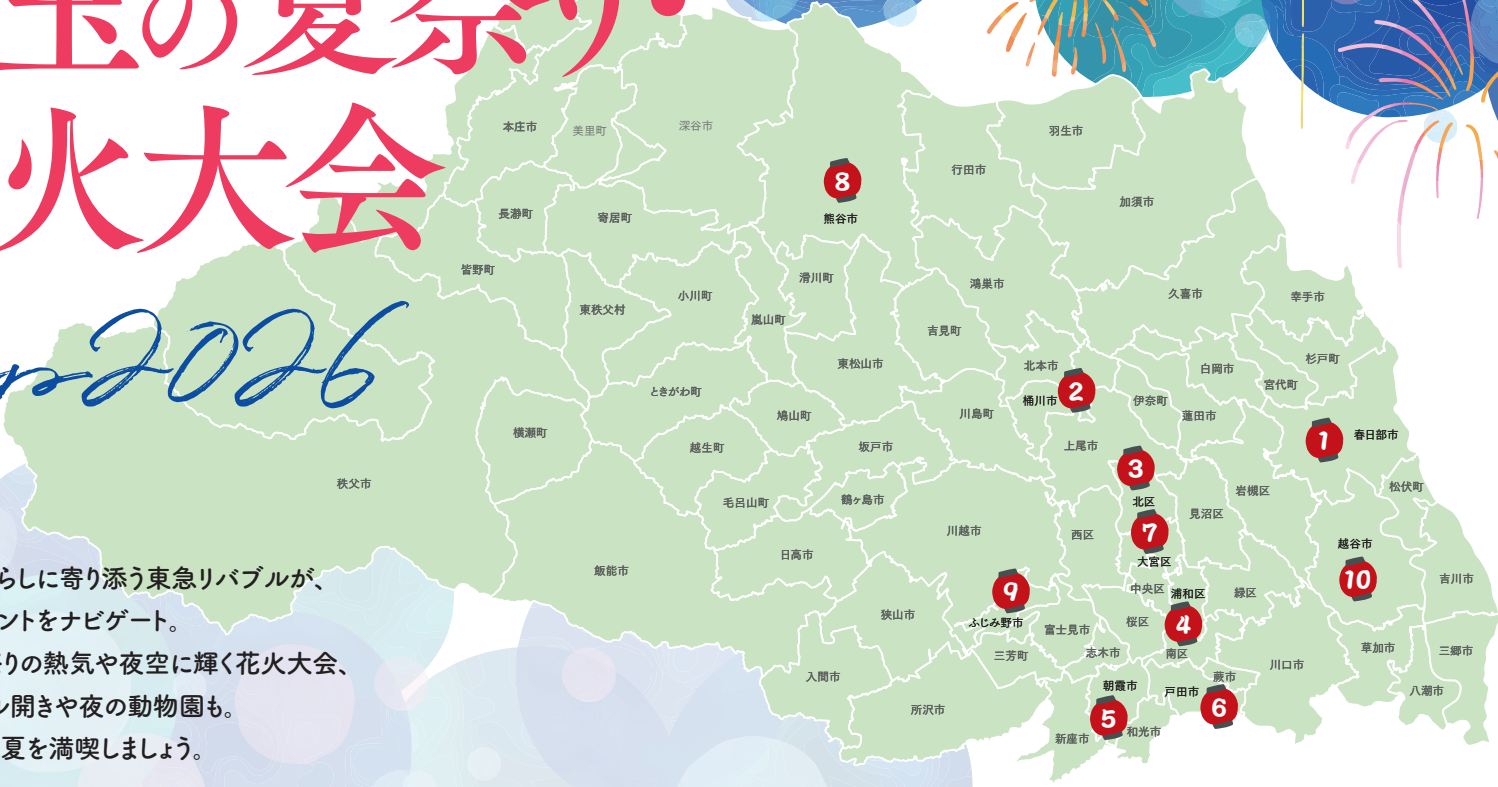 玉の夏祭り・
火大会
2026
らしに寄り添う東急リバブルが、
ントをナビゲート。
りの熱気や夜空に輝く花火大会、
ル開きや夜の動物園も。
夏を満喫しましょう。
本庄市
美里町
深谷市
羽生市
行田市
8
熊谷市
加須市
長瀞町
寄居町
皆野町
小川町
滑川町
鴻巣市
久喜市
幸手市
東秩父村
嵐山町
吉見町
東松山市
北本市
白岡市
杉戸町
宮代町
ときがわ町
2
桶川市
伊奈町
蓮田市
鳩山町
川島町
横瀬町
越生町
坂戸市
上尾市
1
春日部市
3
北区
秩父市
毛呂山町
鶴ヶ島市
岩槻区
松伏町
見沼区
川越市
西区
7
大宮区
越谷市
10
日高市
飯能市
吉川市
9
ふじみ野市
中央区
浦和区
4
緑区
狭山市
富士見市
桜区
南区
三芳町
志木市
川口市
草加市
三郷市
入間市
朝霞市
5
戸田市
蕨市
6
八潮市
所沢市
新座市
和光市